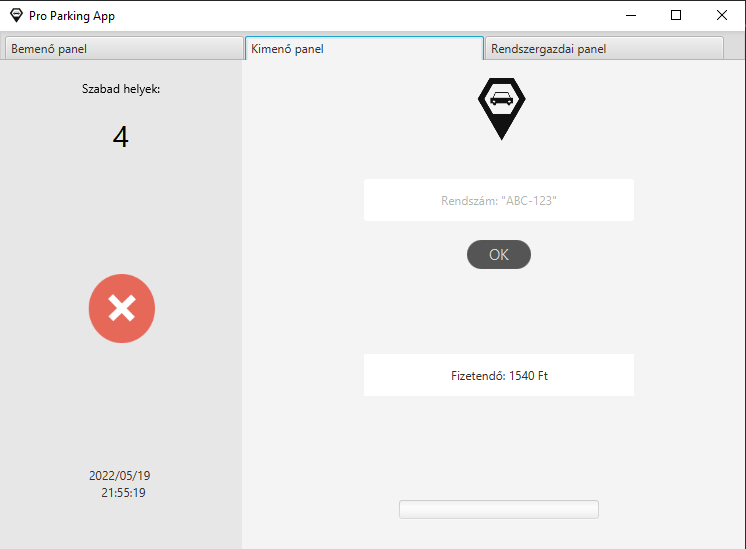 Pro Parking App
Bemenő panel
Kimenő panel
Rendszergazdai panel
Szabad helyek:
4
Rendszám: "ABC-123"
OK
Fizetendő: 1540 Ft
2022/05/19
21:55:19